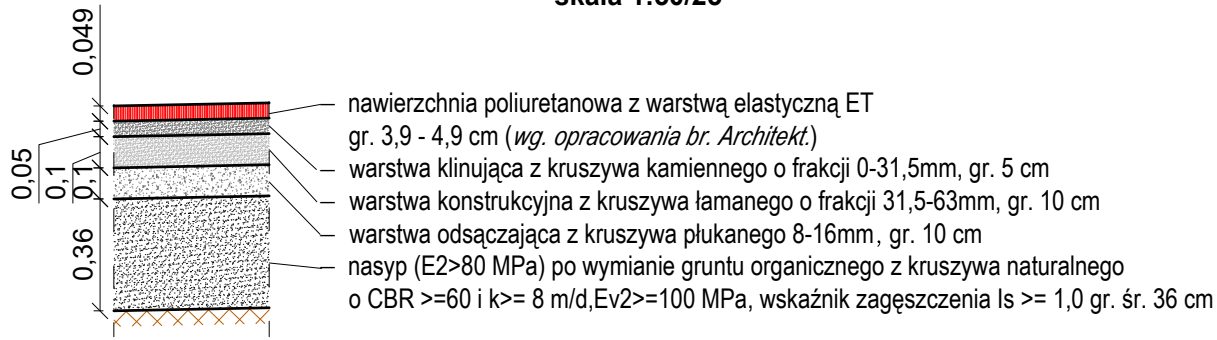 0,049
nawierzchnia poliuretanowa z warstwą elastyczną ET
gr. 3,9 - 4,9 cm (wg. opracowania br. Architekt.)
warstwa klinująca z kruszywa kamiennego o frakcji 0-31,5mm, gr. 5 cm
0,05
0,1
0,1
warstwa konstrukcyjna z kruszywa łamanego o frakcji 31,5-63mm, gr. 10 cm
warstwa odsączająca z kruszywa płukanego 8-16mm, gr. 10 cm
0,36
nasyp (E2>80 MPa) po wymianie gruntu organicznego z kruszywa naturalnego
o CBR >=60 i k>= 8 m/d,Ev2>=100 MPa, wskaźnik zagęszczenia Is >= 1,0 gr. śr. 36 cm